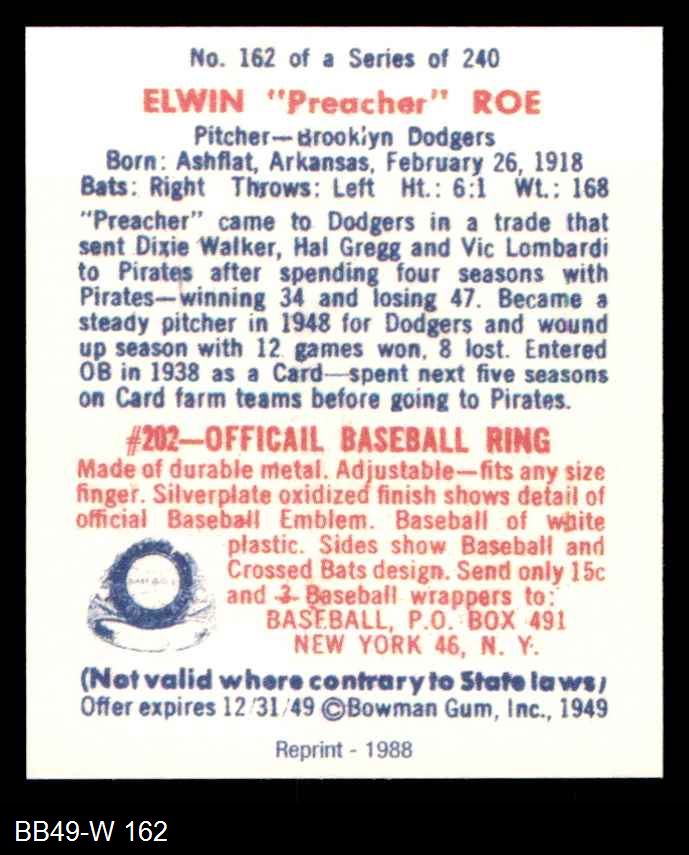 No. 162 of a Series of 240
ELWIN "Preacher" ROE
Pitcher—Brooklyn Dodgers
Born: Ashflat, Arkansas, February 26, 1918
Bats: Right Throws: Left Ht.: 6:1 Wt.: 168
"Preacher" came to Dodgers in a trade that
sent Dixie Walker, Hal Gregg and Vic Lombardi
to Pirates after spending four seasons with
Pirates—winning 34 and losing 47. Became a
steady pitcher in 1948 for Dodgers and wound
up season with 12 games won, 8 lost. Entered
OB in 1938 as a Card—spent next five seasons
on Card farm teams before going to Pirates.
#202—OFFICAIL BASEBALL RING
Made of durable metal. Adjustable—fits any size
finger. Silverplate oxidized finish shows detail of
official Baseball Emblem. Baseball of white
plastic. Sides show Baseball and
Crossed Bats design. Send only 15c
and 3 Baseball wrappers to:
BASEBALL, P.O. BOX 491
NEW YORK 46, N. Y.
(Not valid where contrary to State laws)
Offer expires 12/31/49 ©Bowman Gum, Inc., 1949
Reprint - 1988
BB49-W 162